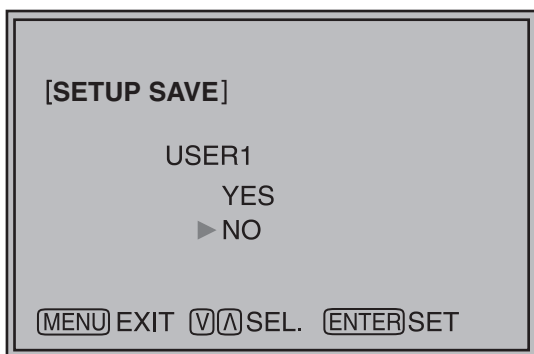 [SETUP SAVE]
USER1
YES
▶ NO
MENU EXIT V Λ SEL. ENTER SET